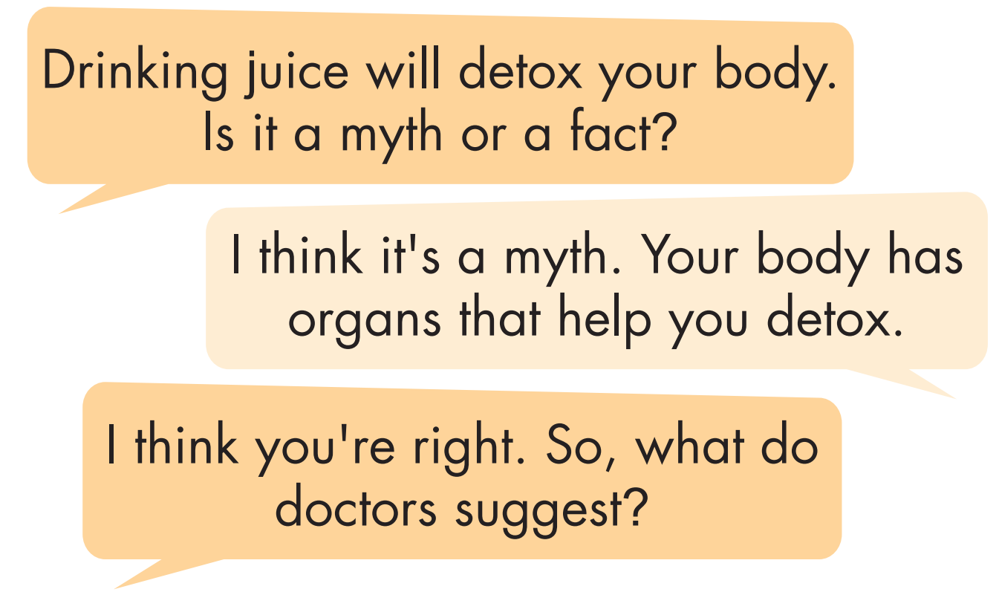 Drinking juice will detox your body.
Is it a myth or a fact?
I think it's a myth. Your body has
organs that help you detox.
I think you're right. So, what do
doctors suggest?